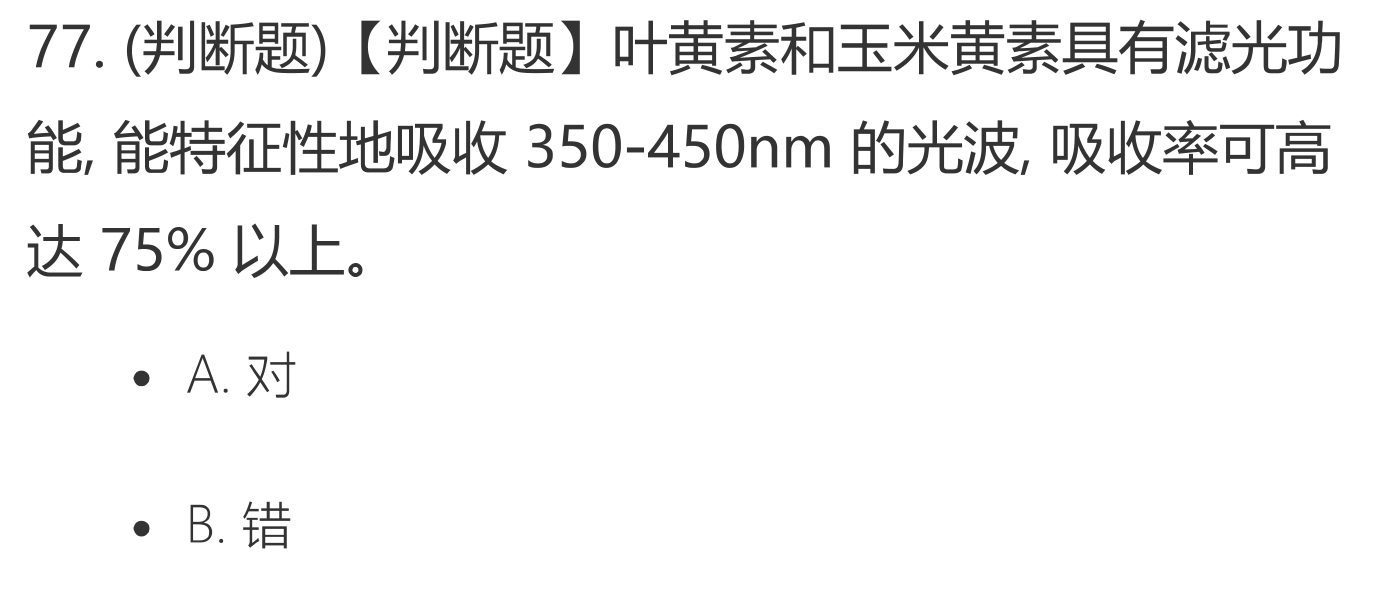 77. (判断题)【判断题】叶黄素和玉米黄素具有滤光功
能, 能特征性地吸收 350-450nm 的光波, 吸收率可高
达 75% 以上。
• A. 对
• B. 错